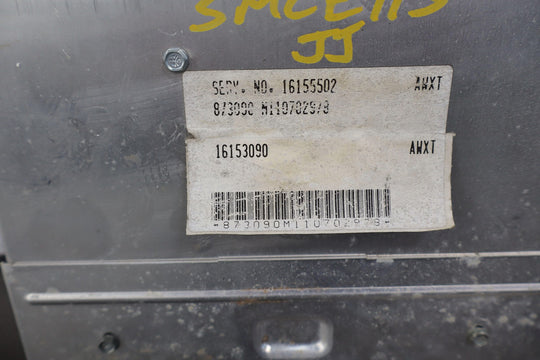 SMCE115
JJ
SERV. NO. 16155502 AWXT
873090 M110702978
16153090 AWXT
-873090M110702978-